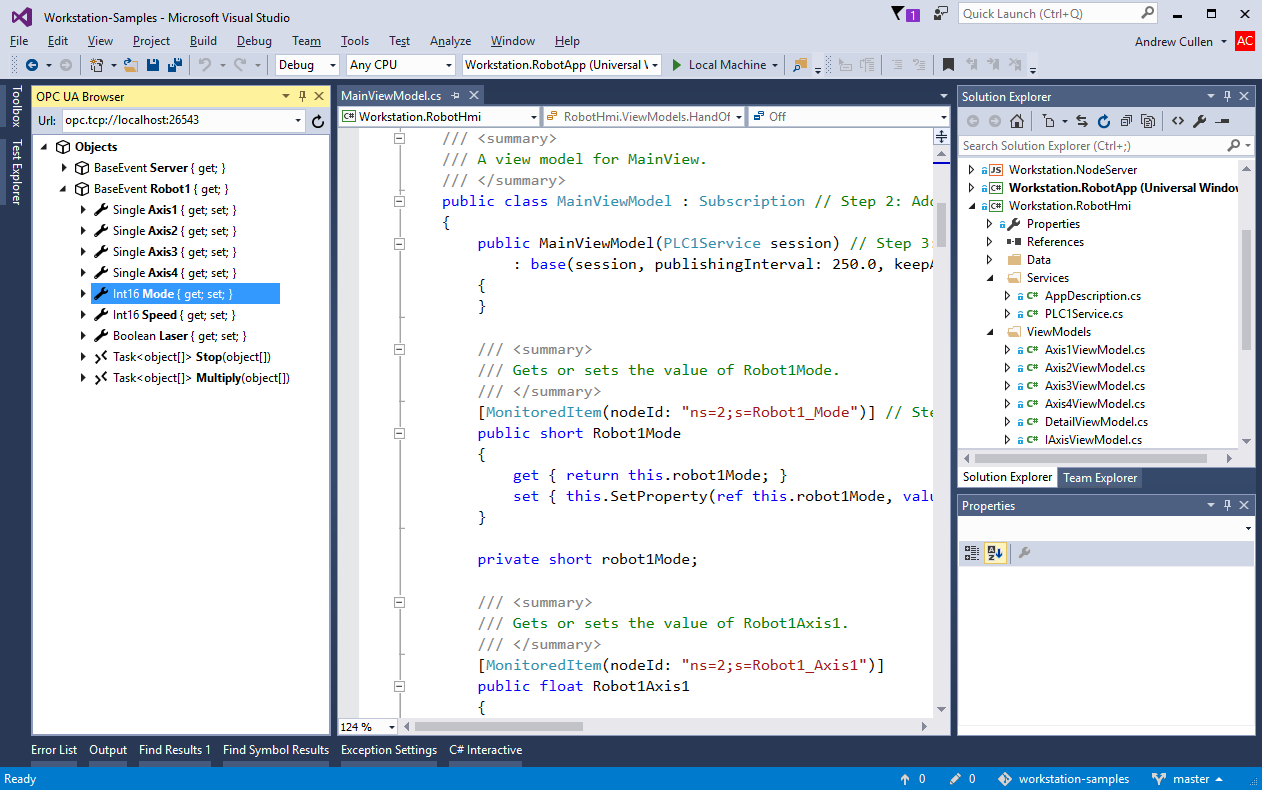 Workstation-Samples - Microsoft Visual Studio
1
Quick Launch (Ctrl+Q)
File Edit View Project Build Debug Team Tools Test Analyze Window Help
Andrew Cullen AC
Debug Any CPU Workstation.RobotApp (Universal Local Machine
Toolbox
Test Explorer
OPC UA Browser
Url: opc.tcp://localhost:26543
Objects
BaseEvent Server { get; }
BaseEvent Robot1 { get; }
Single Axis1 { get; set; }
Single Axis2 { get; set; }
Single Axis3 { get; set; }
Single Axis4 { get; set; }
Int16 Mode { get; set; }
Int16 Speed { get; set; }
Boolean Laser { get; set; }
Task<object[]> Stop(object[])
Task<object[]> Multiply(object[])
MainViewModel.cs
C# Workstation.RobotHmi RobotHmi.ViewModels.HandOf Off
/// <summary>
/// A view model for MainView.
/// </summary>
public class MainViewModel : Subscription // Step 2: Add
{
public MainViewModel(PLC1Service session) // Step 3:
: base(session, publishingInterval: 250.0, keepA
{
}
/// <summary>
/// Gets or sets the value of Robot1Mode.
/// </summary>
[MonitoredItem(nodeId: "ns=2;s=Robot1_Mode")] // Ste
public short Robot1Mode
{
get { return this.robot1Mode; }
set { this.SetProperty(ref this.robot1Mode, valu
}
private short robot1Mode;
/// <summary>
/// Gets or sets the value of Robot1Axis1.
/// </summary>
[MonitoredItem(nodeId: "ns=2;s=Robot1_Axis1")]
public float Robot1Axis1
{
124 %
Solution Explorer
Search Solution Explorer (Ctrl+;)
JS Workstation.NodeServer
C# Workstation.RobotApp (Universal Window
C# Workstation.RobotHmi
Properties
References
Data
Services
C# AppDescription.cs
C# PLC1Service.cs
ViewModels
C# Axis1ViewModel.cs
C# Axis2ViewModel.cs
C# Axis3ViewModel.cs
C# Axis4ViewModel.cs
C# DetailViewModel.cs
C# IAxisViewModel.cs
Solution Explorer Team Explorer
Properties
Error List Output Find Results 1 Find Symbol Results Exception Settings C# Interactive
Ready 0 0 workstation-samples master